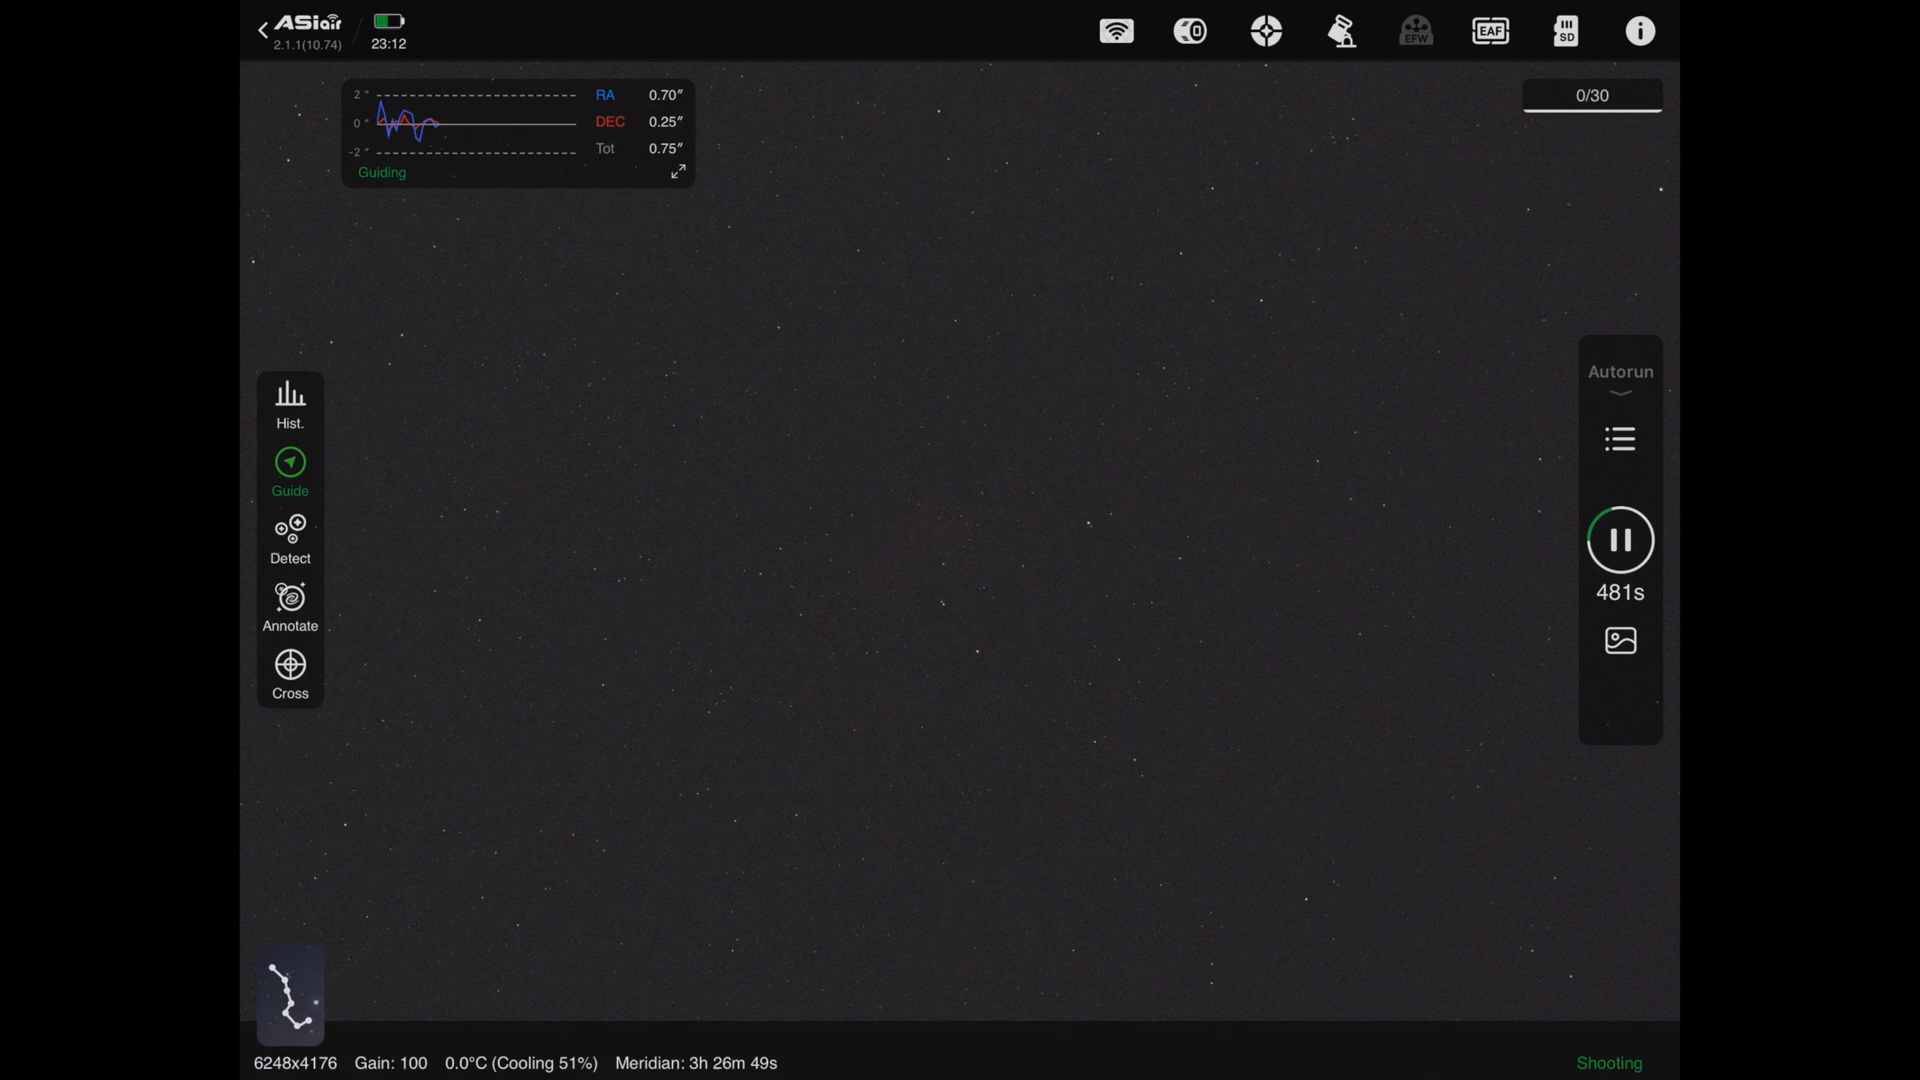 ASiair
2.1.1(10.74)
23:12
EFW
EAF
SD
2 "
0 "
-2 "
RA 0.70″
DEC 0.25″
Tot 0.75″
Guiding
0/30
Hist.
Guide
Detect
Annotate
Cross
Autorun
481s
6248x4176 Gain: 100 0.0°C (Cooling 51%) Meridian: 3h 26m 49s
Shooting